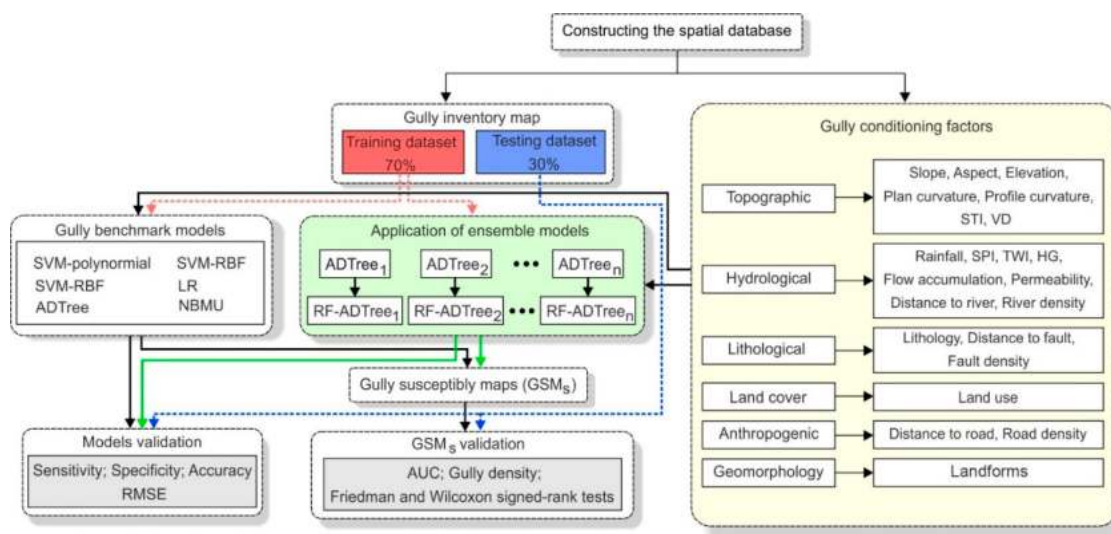 Constructing the spatial database
Gully inventory map
Training dataset
70%
Testing dataset
30%
Gully benchmark models
SVM-polynormial SVM-RBF
SVM-RBF LR
ADTree NBMU
Application of ensemble models
ADTree1 ADTree2 ••• ADTreen
RF-ADTree1 RF-ADTree2 ••• RF-ADTreen
Gully susceptibly maps (GSMs)
Models validation
Sensitivity; Specificity; Accuracy
RMSE
GSMs validation
AUC; Gully density;
Friedman and Wilcoxon signed-rank tests
Gully conditioning factors
Topographic
Slope, Aspect, Elevation,
Plan curvature, Profile curvature,
STI, VD
Hydrological
Rainfall, SPI, TWI, HG,
Flow accumulation, Permeability,
Distance to river, River density
Lithological
Lithology, Distance to fault,
Fault density
Land cover
Land use
Anthropogenic
Distance to road, Road density
Geomorphology
Landforms